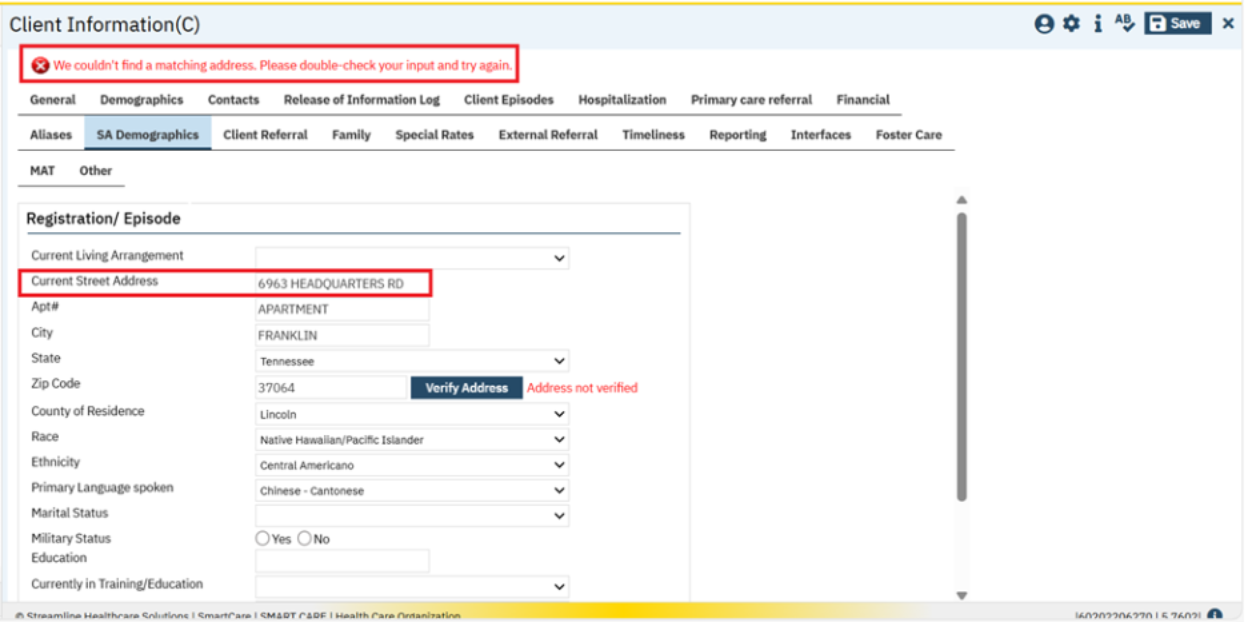 Client Information(C)
AB
Save
We couldn't find a matching address. Please double-check your input and try again.
General Demographics Contacts Release of Information Log Client Episodes Hospitalization Primary care referral Financial
Aliases SA Demographics Client Referral Family Special Rates External Referral Timeliness Reporting Interfaces Foster Care
MAT Other
Registration/ Episode
Current Living Arrangement
Current Street Address 6963 HEADQUARTERS RD
Apt# APARTMENT
City FRANKLIN
State Tennessee
Zip Code 37064 Verify Address Address not verified
County of Residence Lincoln
Race Native Hawaiian/Pacific Islander
Ethnicity Central Americano
Primary Language spoken Chinese - Cantonese
Marital Status
Military Status Yes No
Education
Currently in Training/Education
© Streamline Healthcare Solutions | SmartCare | SMART CARE | Health Care Organization